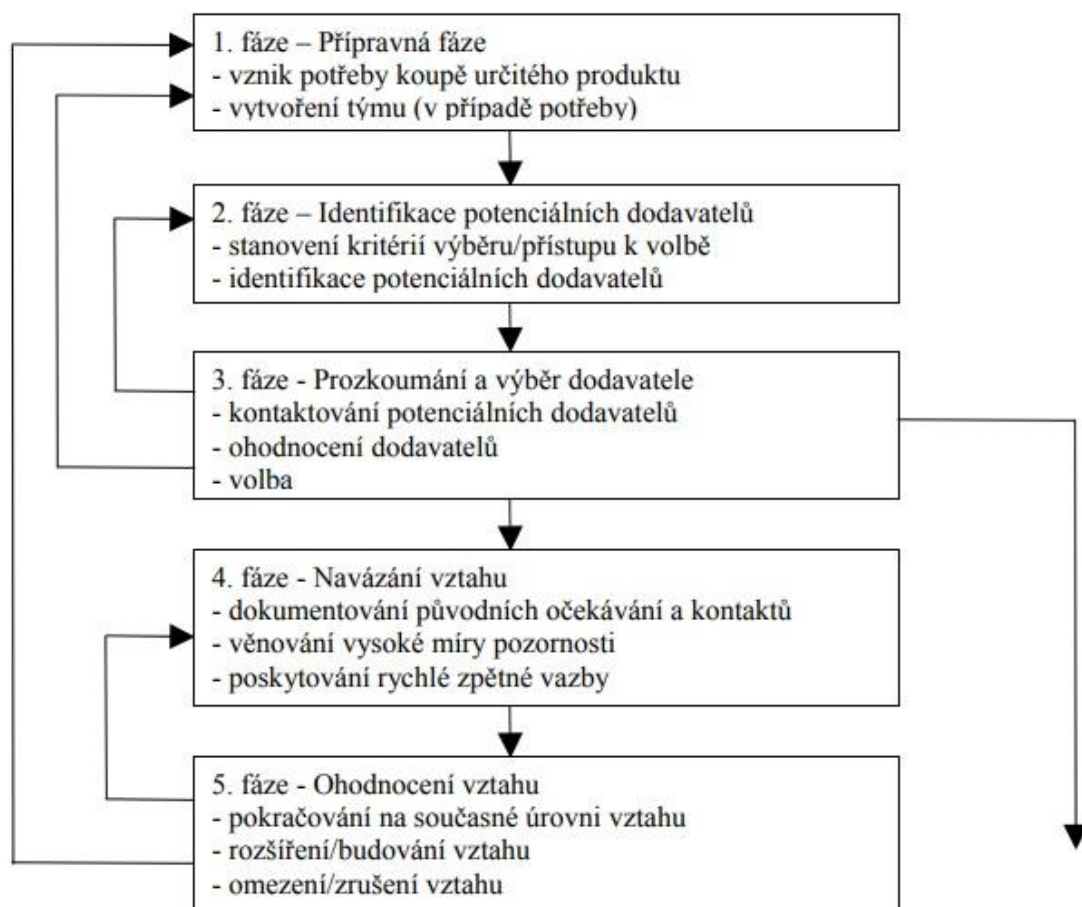 1. fáze – Přípravná fáze
- vznik potřeby koupě určitého produktu
- vytvoření týmu (v případě potřeby)
2. fáze – Identifikace potenciálních dodavatelů
- stanovení kritérií výběru/přístupu k volbě
- identifikace potenciálních dodavatelů
3. fáze - Prozkoumání a výběr dodavatele
- kontaktování potenciálních dodavatelů
- ohodnocení dodavatelů
- volba
4. fáze - Navázání vztahu
- dokumentování původních očekávání a kontaktů
- věnování vysoké míry pozornosti
- poskytování rychlé zpětné vazby
5. fáze - Ohodnocení vztahu
- pokračování na současné úrovni vztahu
- rozšíření/budování vztahu
- omezení/zrušení vztahu